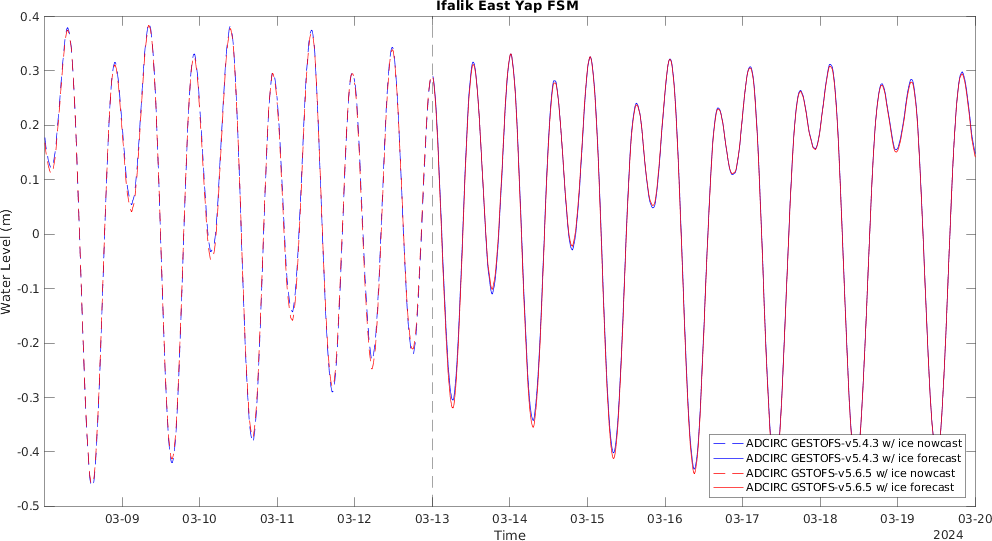 Ifalik East Yap FSM
0.4
0.3
0.2
0.1
0
-0.1
-0.2
-0.3
-0.4
-0.5
Water Level (m)
ADCIRC GESTOFS-v5.4.3 w/ ice nowcast
ADCIRC GESTOFS-v5.4.3 w/ ice forecast
ADCIRC GSTOFS-v5.6.5 w/ ice nowcast
ADCIRC GSTOFS-v5.6.5 w/ ice forecast
03-09 03-10 03-11 03-12 03-13 03-14 03-15 03-16 03-17 03-18 03-19 03-20
Time
2024